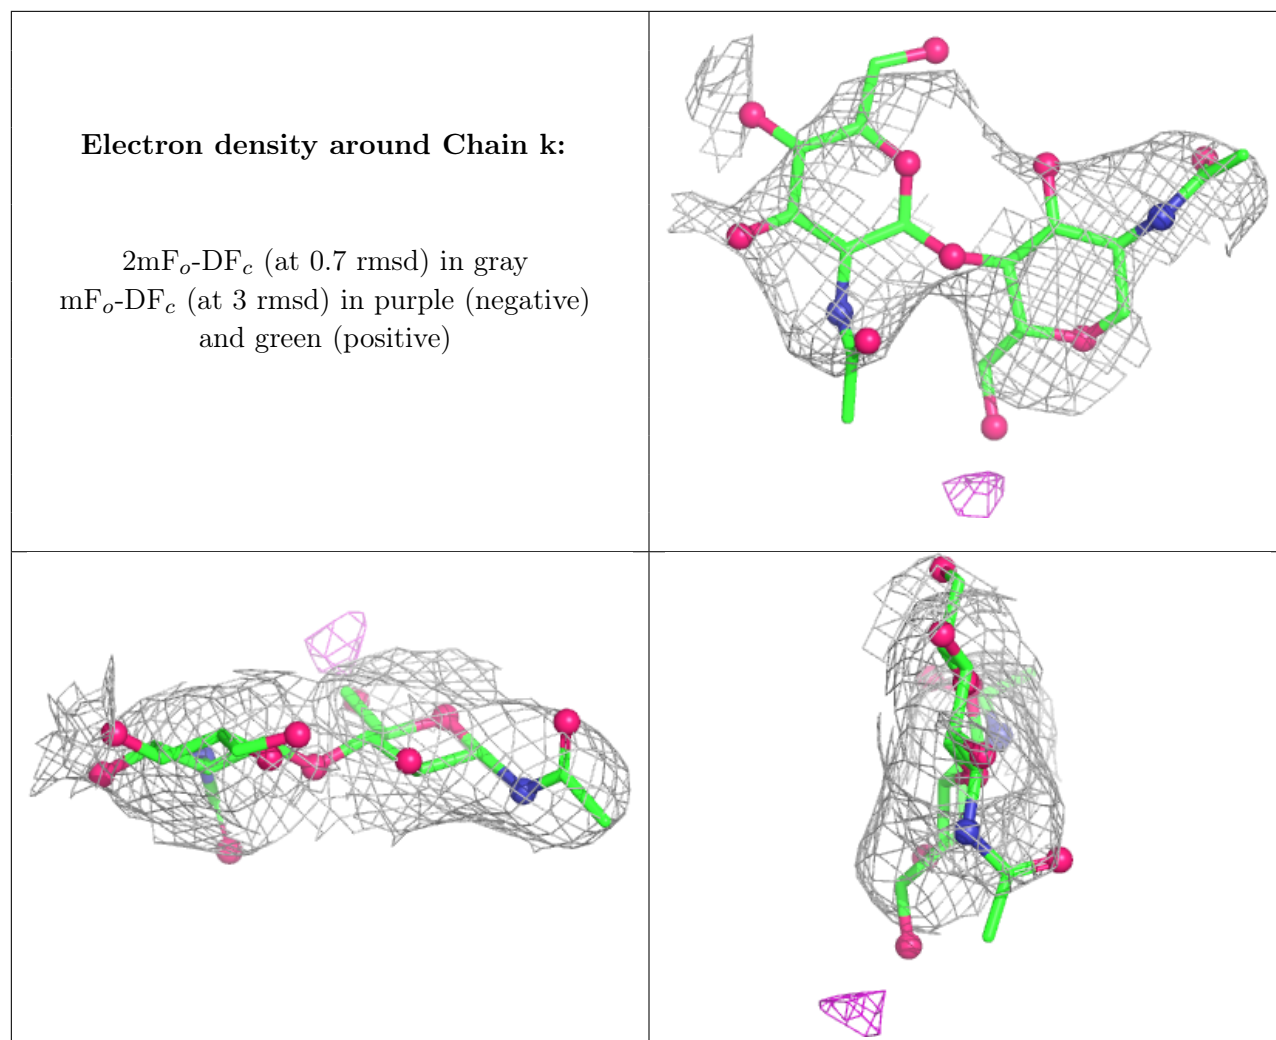 Electron density around Chain k:
2mFₒ-DF𝒸 (at 0.7 rmsd) in gray
mFₒ-DF𝒸 (at 3 rmsd) in purple (negative)
and green (positive)